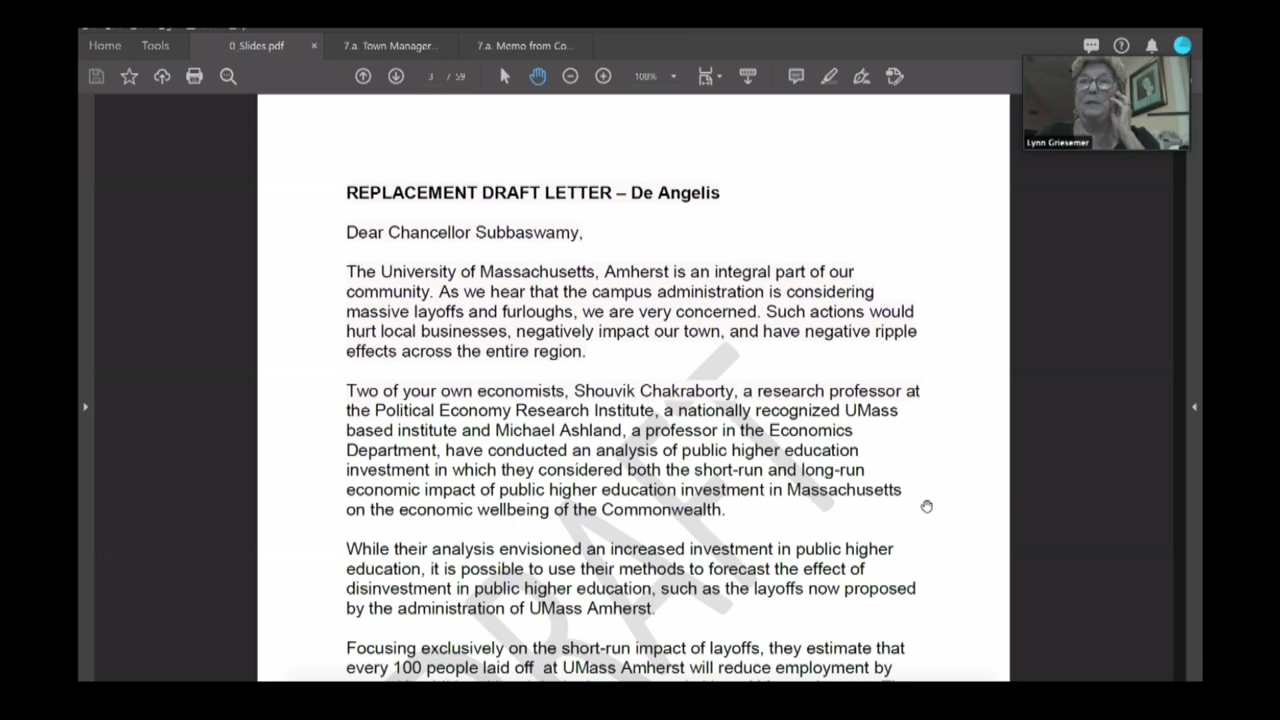 Home Tools 0_Slides.pdf × 7.a. Town Manager... 7.a. Memo from Co...
3 / 59 100%
Lynn Griesemer
REPLACEMENT DRAFT LETTER – De Angelis
Dear Chancellor Subbaswamy,
The University of Massachusetts, Amherst is an integral part of our
community. As we hear that the campus administration is considering
massive layoffs and furloughs, we are very concerned. Such actions would
hurt local businesses, negatively impact our town, and have negative ripple
effects across the entire region.
Two of your own economists, Shouvik Chakraborty, a research professor at
the Political Economy Research Institute, a nationally recognized UMass
based institute and Michael Ashland, a professor in the Economics
Department, have conducted an analysis of public higher education
investment in which they considered both the short-run and long-run
economic impact of public higher education investment in Massachusetts
on the economic wellbeing of the Commonwealth.
While their analysis envisioned an increased investment in public higher
education, it is possible to use their methods to forecast the effect of
disinvestment in public higher education, such as the layoffs now proposed
by the administration of UMass Amherst.
Focusing exclusively on the short-run impact of layoffs, they estimate that
every 100 people laid off at UMass Amherst will reduce employment by
DRAFT